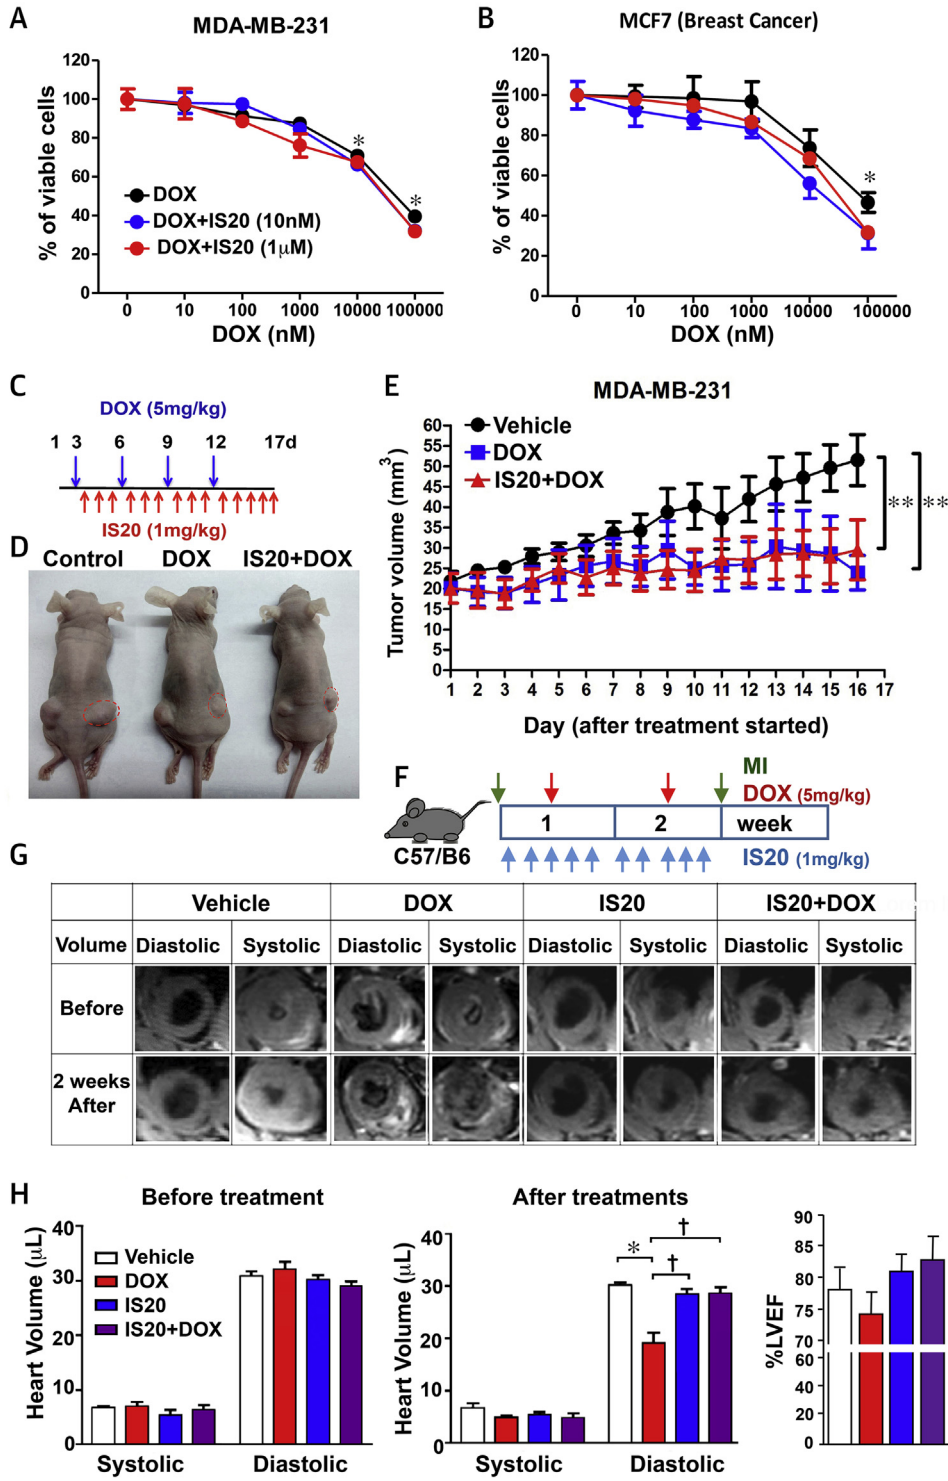 A
MDA-MB-231
% of viable cells
120
100
80
60
40
20
0
*
*
DOX
DOX+IS20 (10nM)
DOX+IS20 (1μM)
0 10 100 1000 10000 100000
DOX (nM)
B
MCF7 (Breast Cancer)
% of viable cells
120
100
80
60
40
20
0
*
0 10 100 1000 10000 100000
DOX (nM)
C
DOX (5mg/kg)
1 3 6 9 12 17d
IS20 (1mg/kg)
D
Control DOX IS20+DOX
E
MDA-MB-231
Tumor volume (mm3)
60
55
50
45
40
35
30
25
20
15
10
5
0
Vehicle
DOX
IS20+DOX
** **
1 2 3 4 5 6 7 8 9 10 11 12 13 14 15 16 17
Day (after treatment started)
F
MI
DOX (5mg/kg)
1 2 week
C57/B6
IS20 (1mg/kg)
G
Vehicle DOX IS20 IS20+DOX
Volume Diastolic Systolic Diastolic Systolic Diastolic Systolic Diastolic Systolic
Before
2 weeks
After
H
Before treatment
Heart Volume (μL)
40
30
20
10
0
Vehicle
DOX
IS20
IS20+DOX
Systolic Diastolic
After treatments
Heart Volume (μL)
40
30
20
10
0
†
*
†
Systolic Diastolic
%LVEF
90
85
80
75
70
60
40
20
0